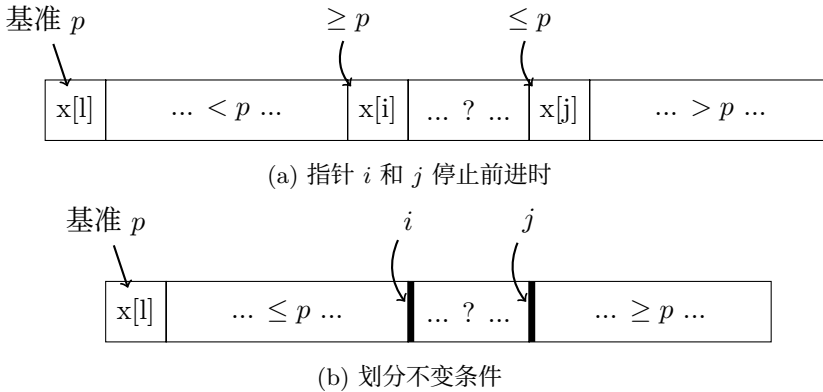 基准 p ≥ p ≤ p
x[l] ... < p ... x[i] ... ? ... x[j] ... > p ...
(a) 指针 i 和 j 停止前进时
基准 p i j
x[l] ... ≤ p ... ... ? ... ... ≥ p ...
(b) 划分不变条件